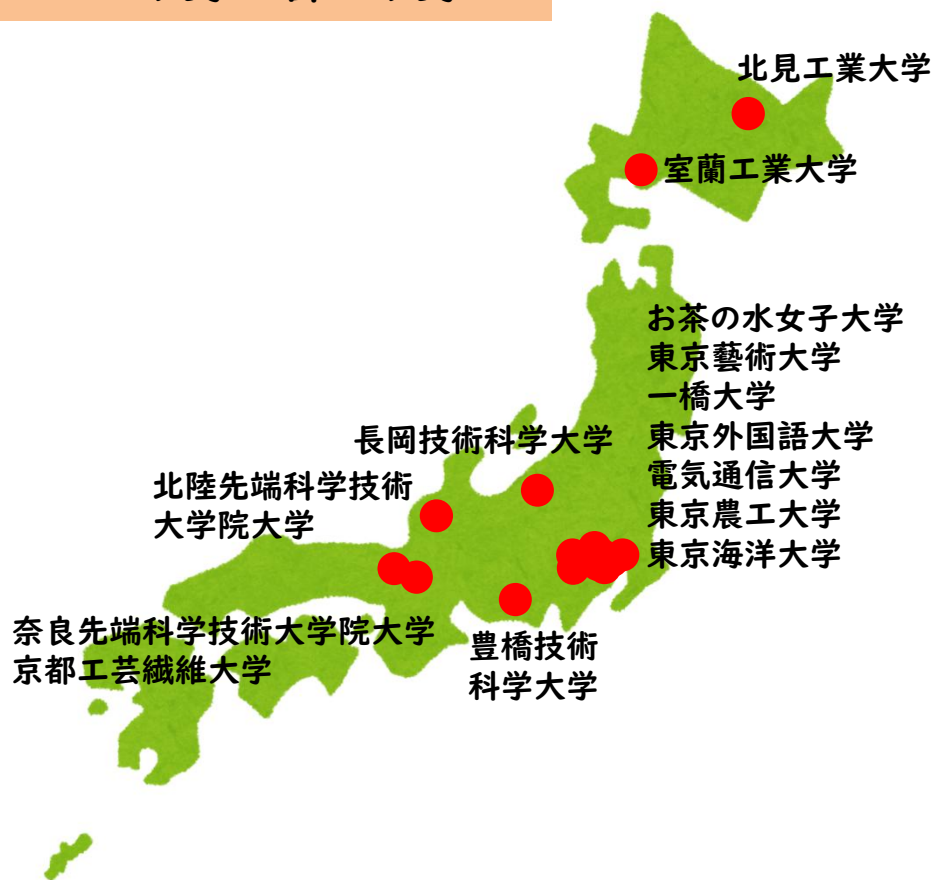 北見工業大学
室蘭工業大学
お茶の水女子大学
東京藝術大学
一橋大学
東京外国語大学
電気通信大学
東京農工大学
東京海洋大学
長岡技術科学大学
北陸先端科学技術
大学院大学
奈良先端科学技術大学院大学
京都工芸繊維大学
豊橋技術
科学大学